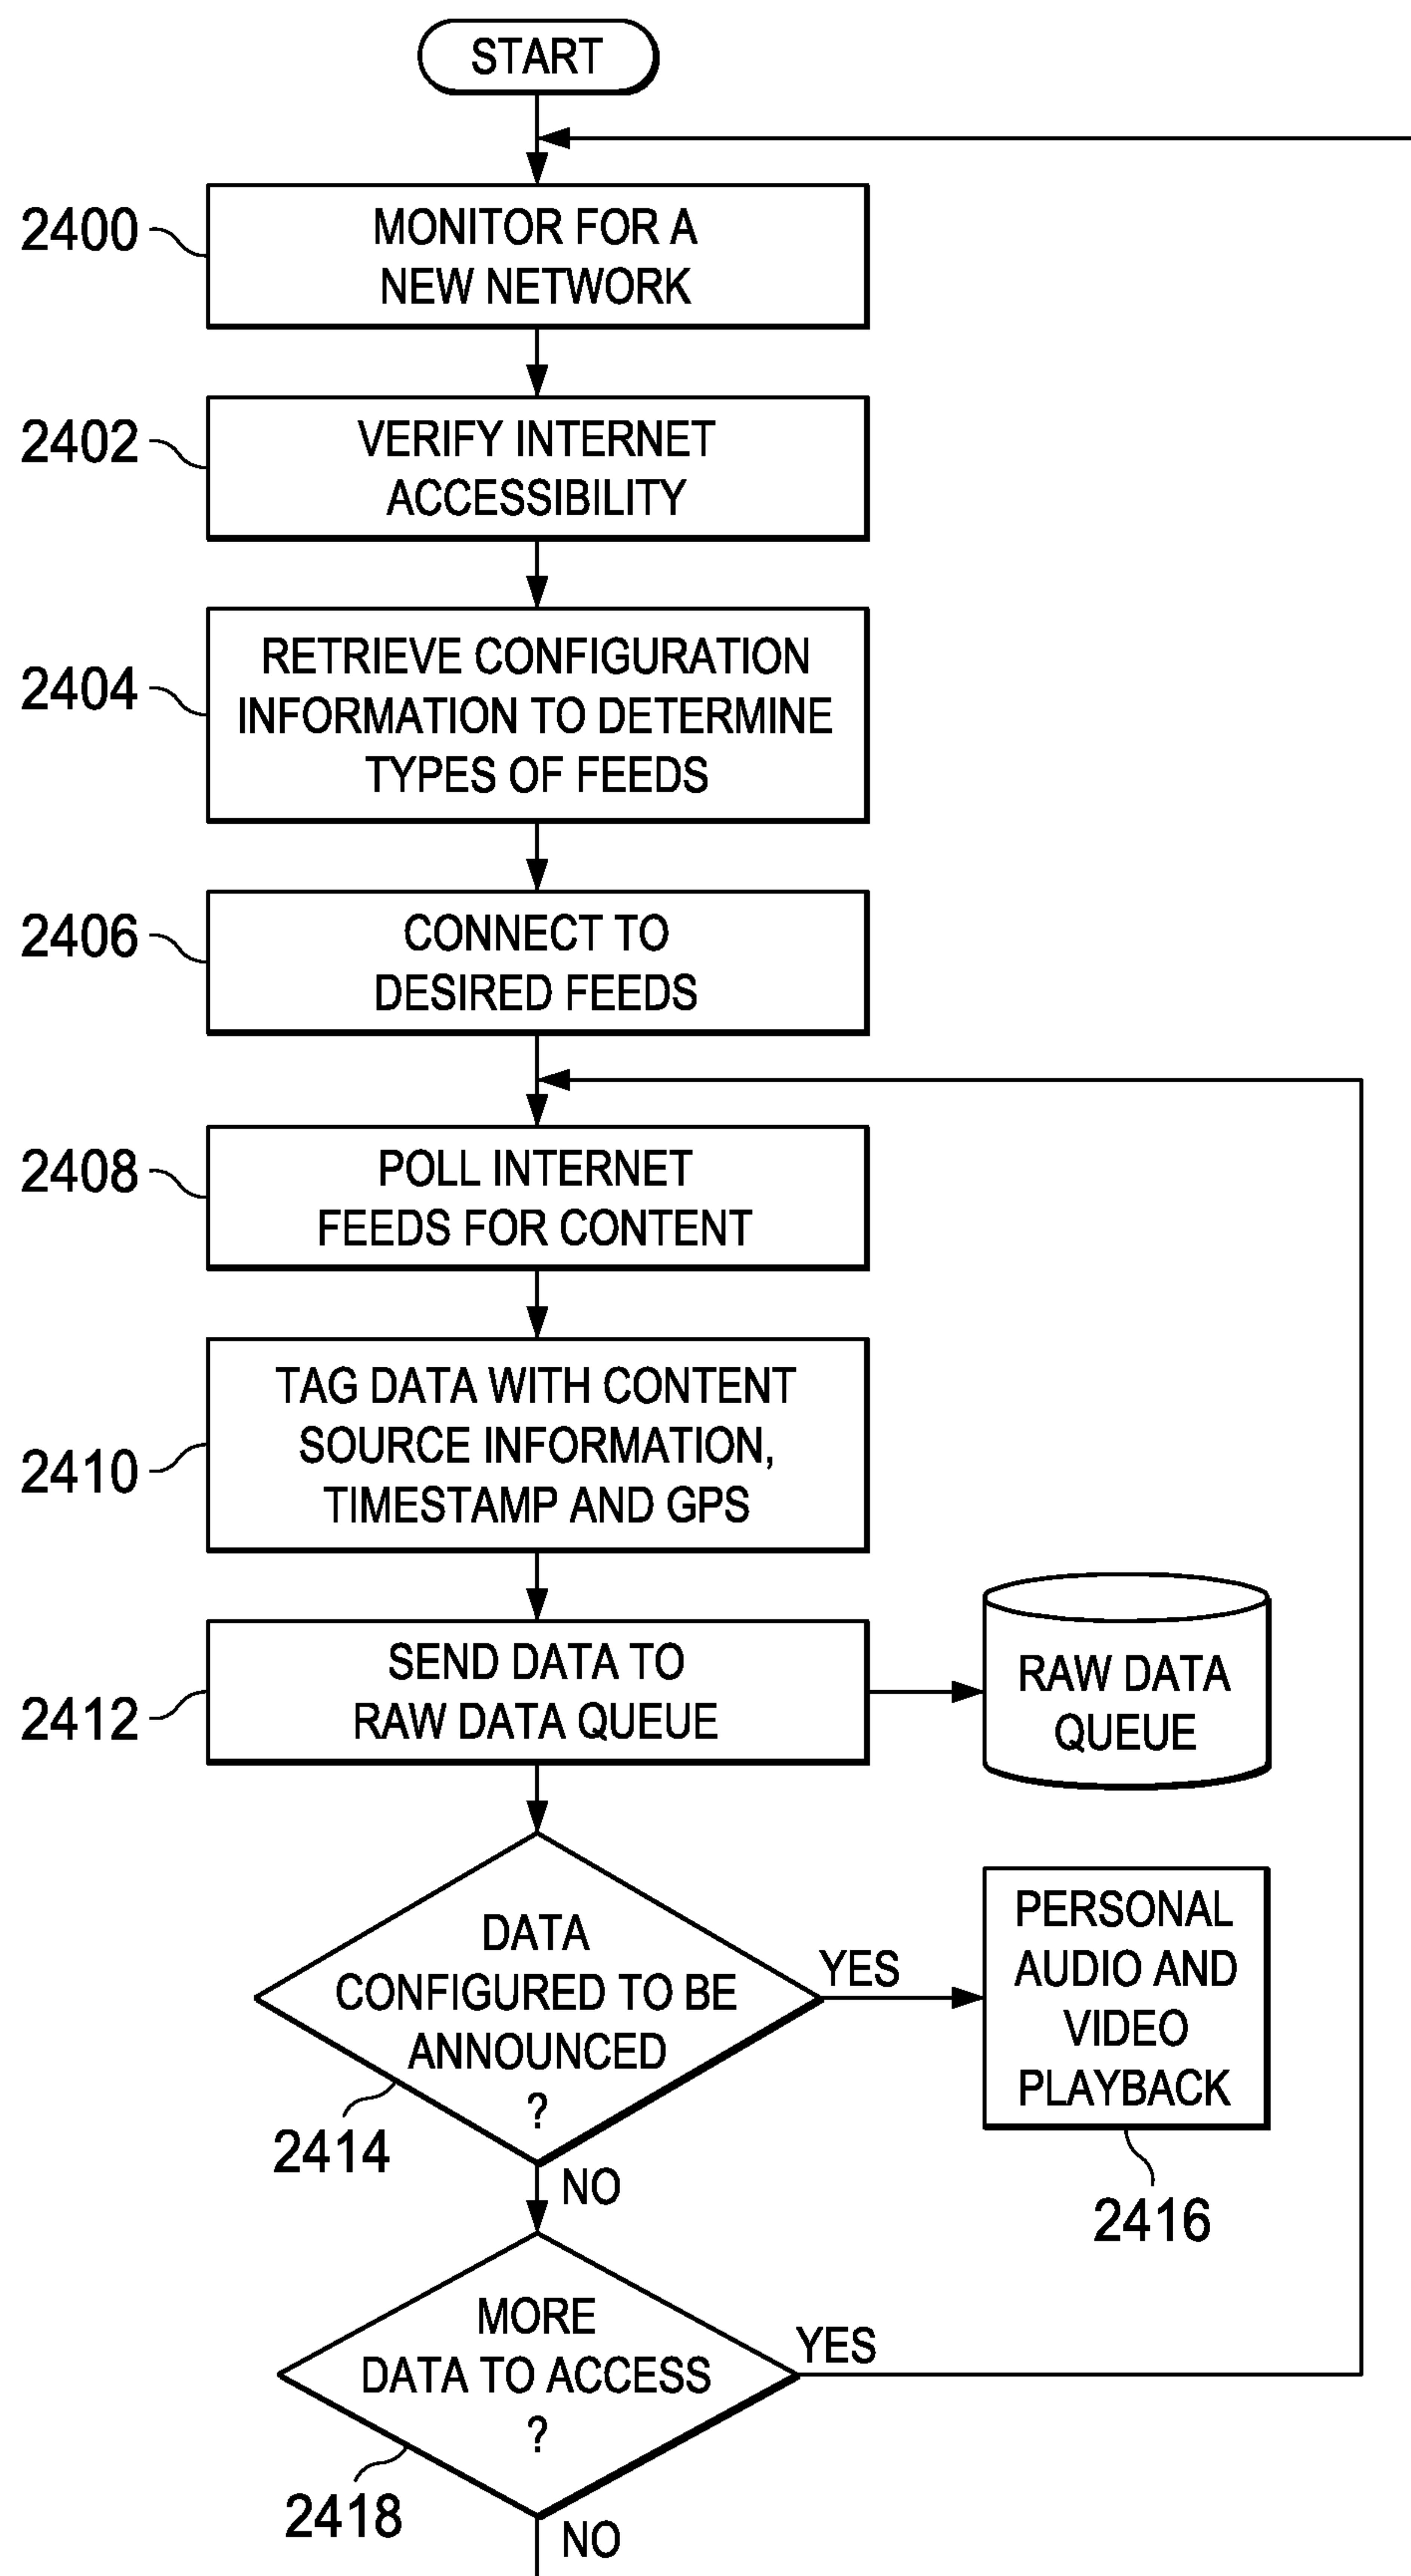 START
2400
MONITOR FOR A
NEW NETWORK
2402
VERIFY INTERNET
ACCESSIBILITY
2404
RETRIEVE CONFIGURATION
INFORMATION TO DETERMINE
TYPES OF FEEDS
2406
CONNECT TO
DESIRED FEEDS
2408
POLL INTERNET
FEEDS FOR CONTENT
2410
TAG DATA WITH CONTENT
SOURCE INFORMATION,
TIMESTAMP AND GPS
2412
SEND DATA TO
RAW DATA QUEUE
RAW DATA
QUEUE
DATA
CONFIGURED TO BE
ANNOUNCED
?
2414
YES
PERSONAL
AUDIO AND
VIDEO
PLAYBACK
2416
NO
MORE
DATA TO ACCESS
?
2418
YES
NO